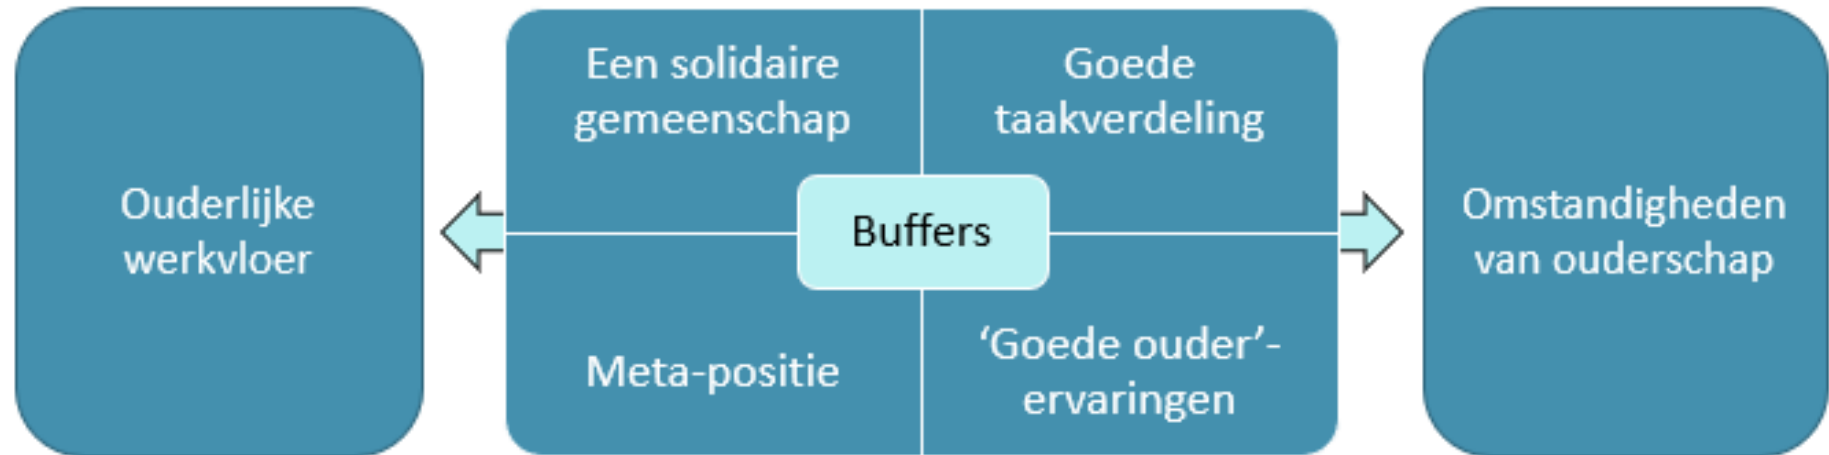 Ouderlijke
werkvloer
Een solidaire
gemeenschap
Goede
taakverdeling
Buffers
Meta-positie
‘Goede ouder’-
ervaringen
Omstandigheden
van ouderschap